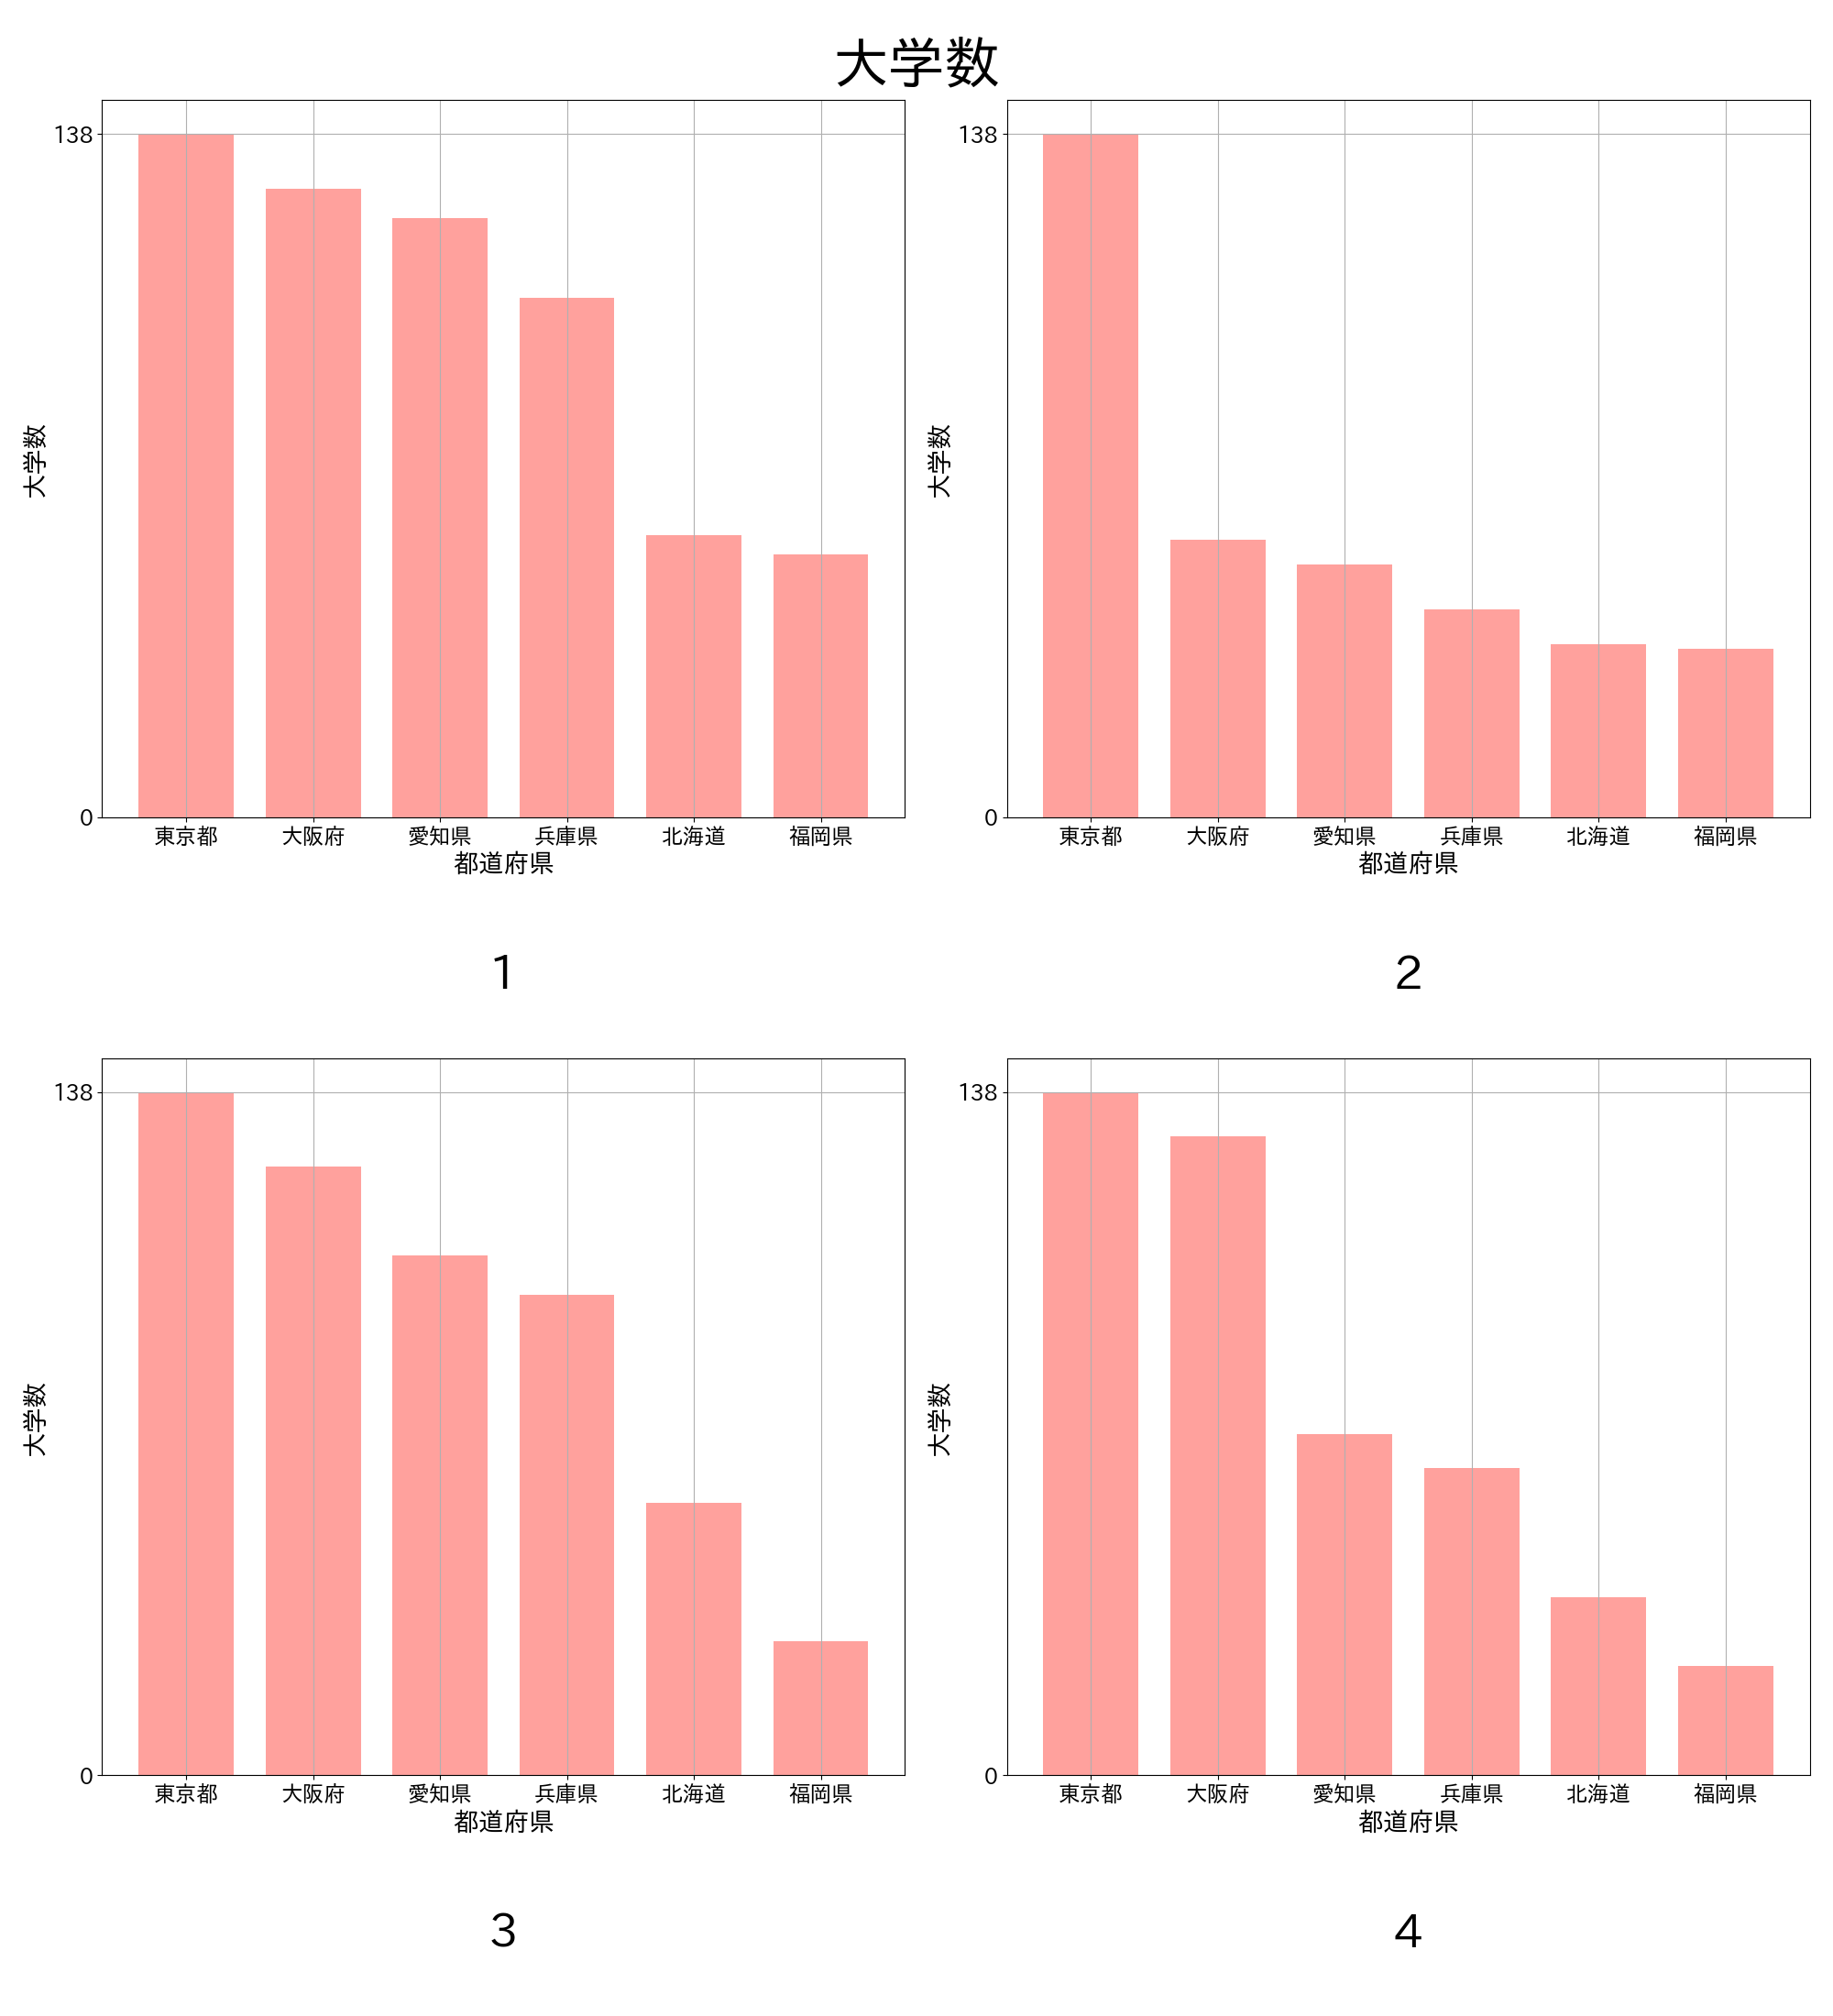 大学数
138
0
大学数
東京都 大阪府 愛知県 兵庫県 北海道 福岡県
都道府県
1
138
0
大学数
東京都 大阪府 愛知県 兵庫県 北海道 福岡県
都道府県
2
138
0
大学数
東京都 大阪府 愛知県 兵庫県 北海道 福岡県
都道府県
3
138
0
大学数
東京都 大阪府 愛知県 兵庫県 北海道 福岡県
都道府県
4